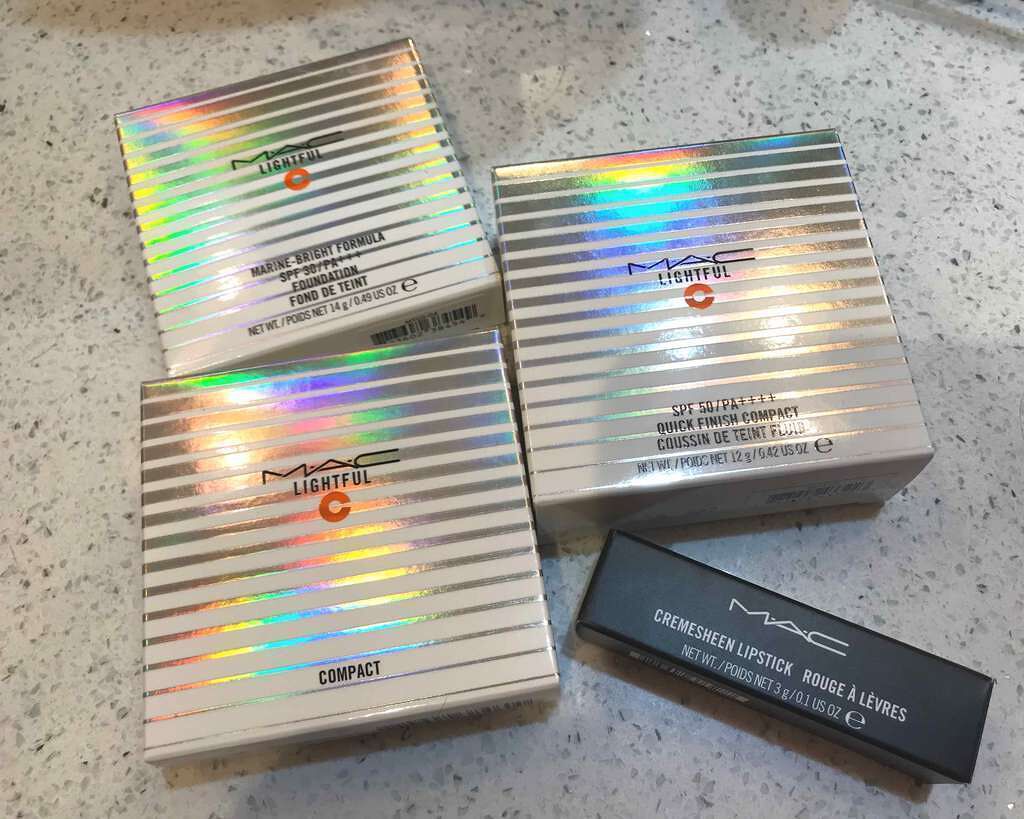 MAC
LIGHTFUL
C
MARINE-BRIGHT FORMULA
SPF 30/PA+++
FOUNDATION
FOND DE TEINT
NET WT./POIDS NET 14 g/0.49 US OZ ℮
MAC
LIGHTFUL
C
SPF 50/PA++++
QUICK FINISH COMPACT
COUSSIN DE TEINT FLUIDE
NET WT./POIDS NET 12 g/0.42 US OZ ℮
MAC
LIGHTFUL
C
COMPACT
MAC
CREMESHEEN LIPSTICK ROUGE À LÈVRES
NET WT./POIDS NET 3 g/0.1 US OZ ℮